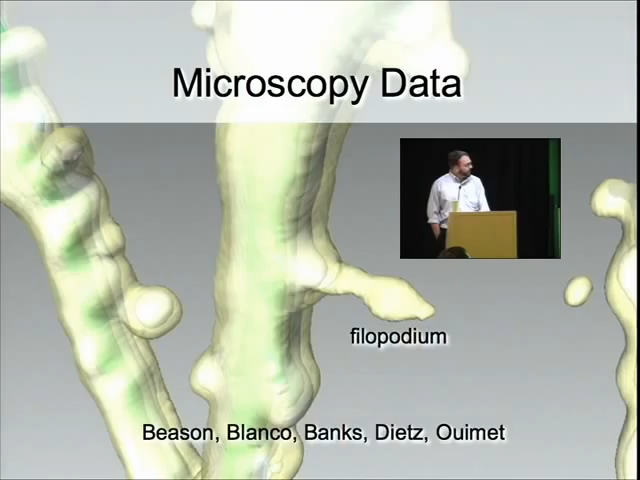 Microscopy Data
filopodium
Beason, Blanco, Banks, Dietz, Ouimet